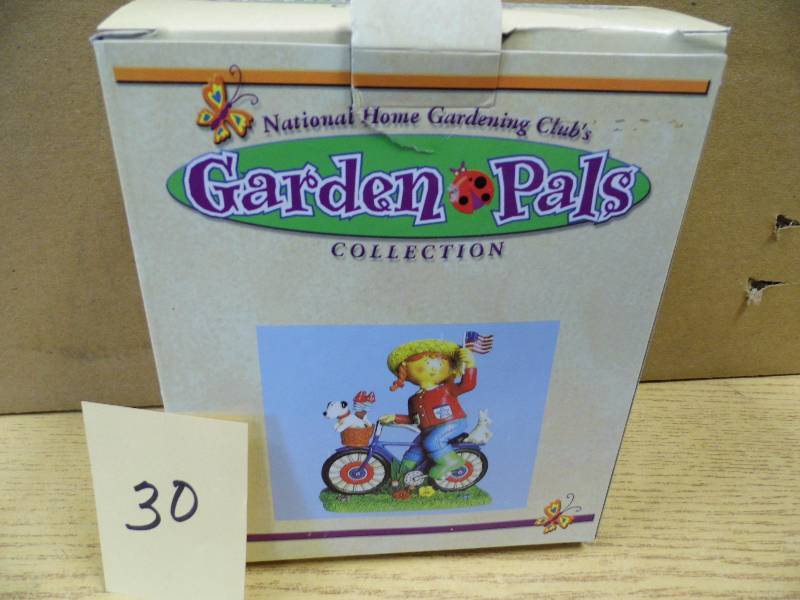 National Home Gardening Club's
Garden Pals
COLLECTION
30